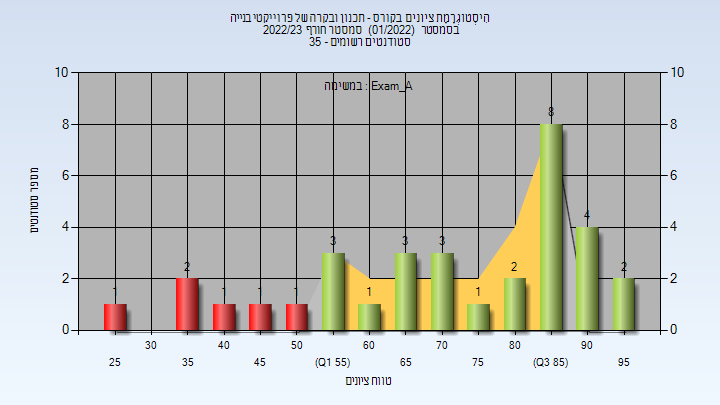 היסטוגרמת ציונים בקורס - תכנון ובקרה של פרוייקטי בנייה
בסמסטר (01/2022) סמסטר חורף 2022/23
סטודנטים רשומים - 35
במשימה : Exam_A
מספר סטודנטים
10 10
8 8
6 6
4 4
2 2
0 0
1 2 1 1 1 3 1 3 3 1 2 8 4 2
30 40 50 60 70 80 90
25 35 45 (Q1 55) 65 75 (Q3 85) 95
טווח ציונים